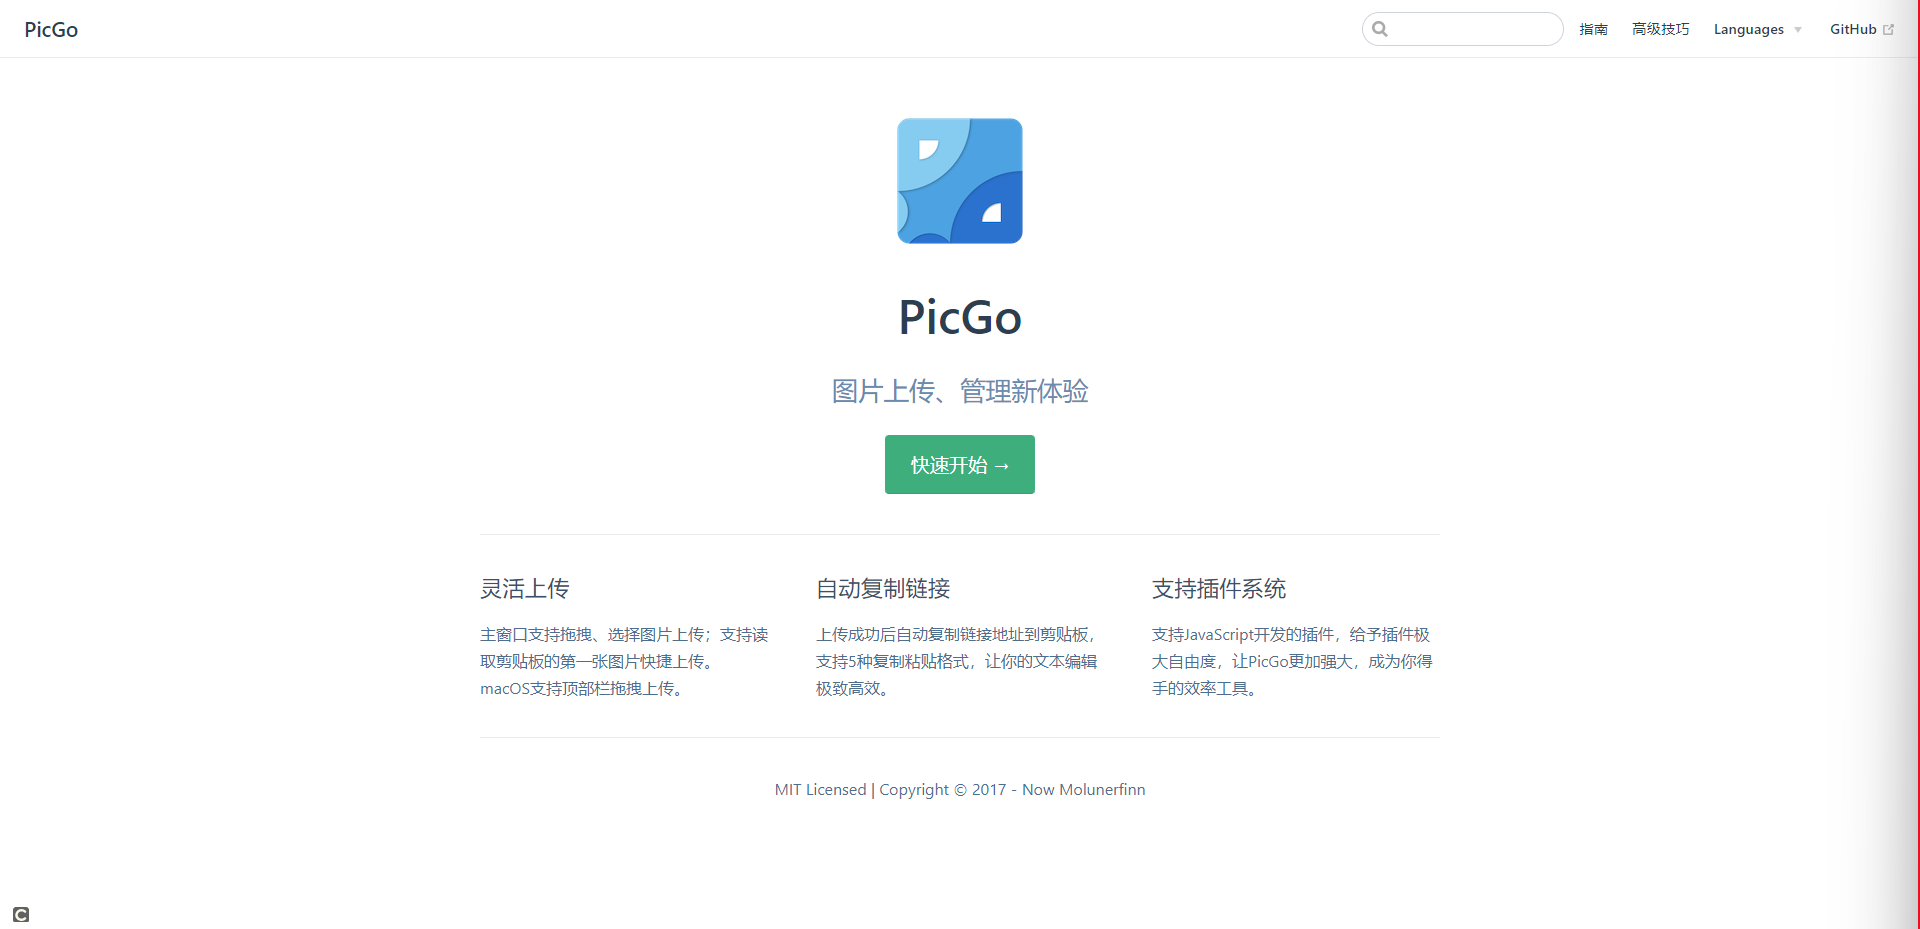 PicGo
指南
高级技巧
Languages
GitHub
PicGo
图片上传、管理新体验
快速开始 →
灵活上传
主窗口支持拖拽、选择图片上传；支持读
取剪贴板的第一张图片快捷上传。
macOS支持顶部栏拖拽上传。
自动复制链接
上传成功后自动复制链接地址到剪贴板，
支持5种复制粘贴格式，让你的文本编辑
极致高效。
支持插件系统
支持JavaScript开发的插件，给予插件极
大自由度，让PicGo更加强大，成为你得
手的效率工具。
MIT Licensed | Copyright © 2017 - Now Molunerfinn
C